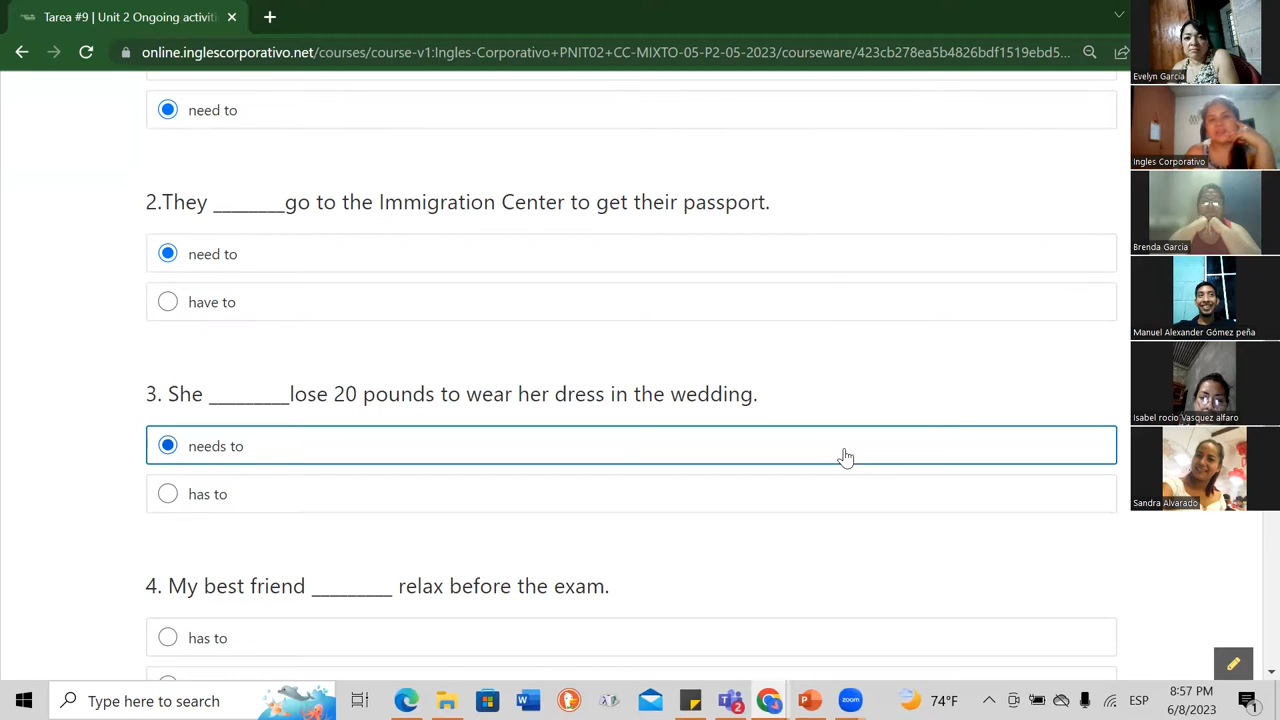 Tarea #9 | Unit 2 Ongoing activiti
online.inglescorporativo.net/courses/course-v1:Ingles-Corporativo+PNIT02+CC-MIXTO-05-P2-05-2023/courseware/423cb278ea5b4826bdf1519ebd5...
need to
2.They ________go to the Immigration Center to get their passport.
need to
have to
3. She _________lose 20 pounds to wear her dress in the wedding.
needs to
has to
4. My best friend _________ relax before the exam.
has to
Evelyn García
Ingles Corporativo
Brenda Garcia
Manuel Alexander Gómez peña
Isabel rocio Vasquez alfaro
Sandra Alvarado
Type here to search
74°F
ESP
8:57 PM
6/8/2023